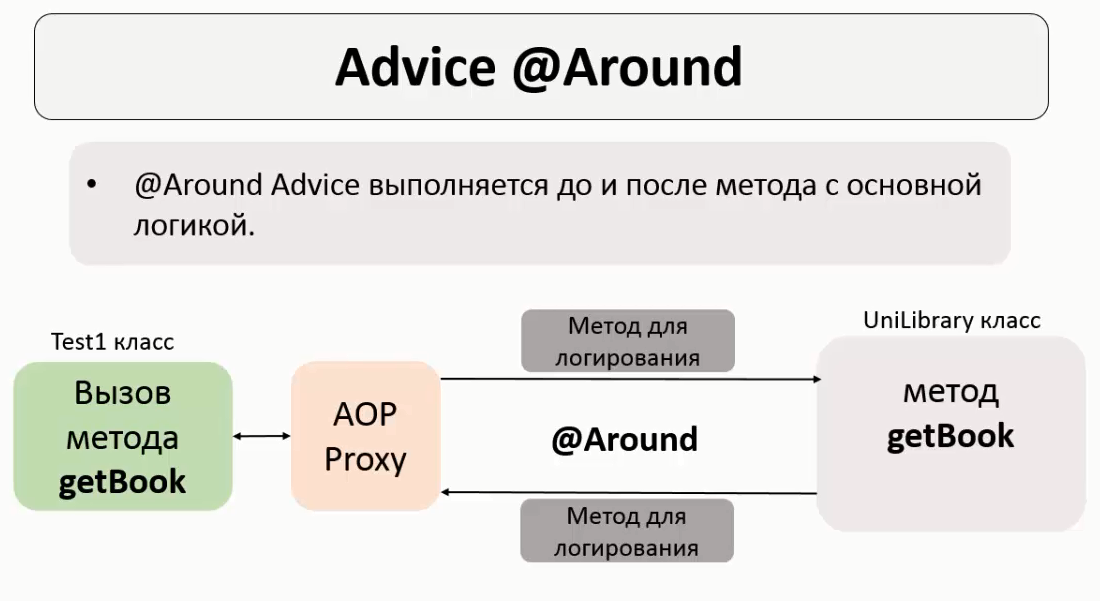 Advice @Around
• @Around Advice выполняется до и после метода с основной
логикой.
Test1 класс
Вызов
метода
getBook
AOP
Proxy
Метод для
логирования
@Around
Метод для
логирования
UniLibrary класс
метод
getBook